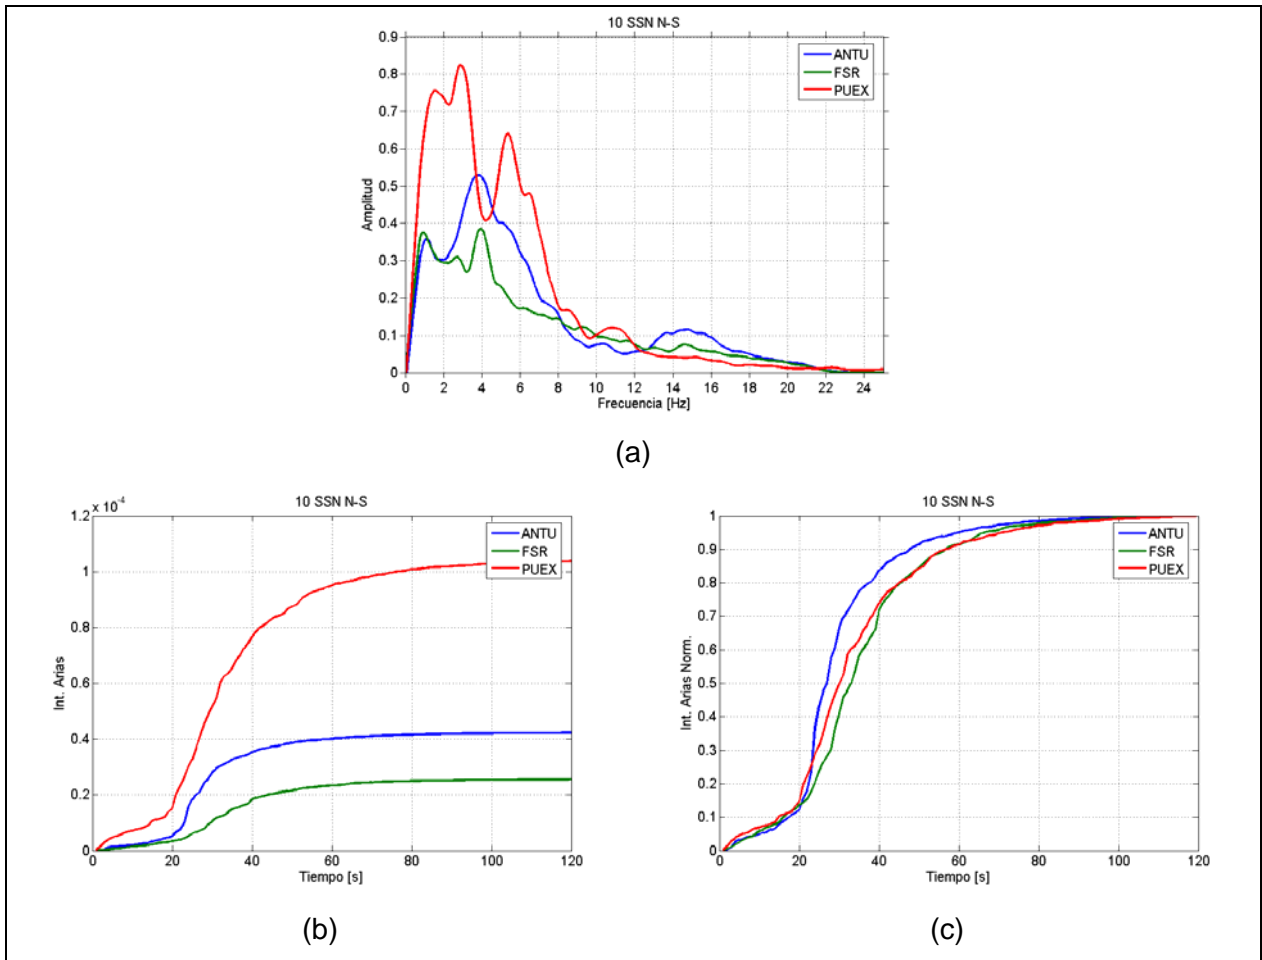 10 SSN N-S
0.9
0.8
0.7
0.6
0.5
0.4
0.3
0.2
0.1
0
Amplitud
ANTU
FSR
PUEX
0 2 4 6 8 10 12 14 16 18 20 22 24
Frecuencia [Hz]
(a)
10 SSN N-S
x 10^-4
1.2
1
0.8
0.6
0.4
0.2
0
Int. Arias
ANTU
FSR
PUEX
0 20 40 60 80 100 120
Tiempo [s]
(b)
10 SSN N-S
1
0.9
0.8
0.7
0.6
0.5
0.4
0.3
0.2
0.1
0
Int. Arias Norm.
ANTU
FSR
PUEX
0 20 40 60 80 100 120
Tiempo [s]
(c)